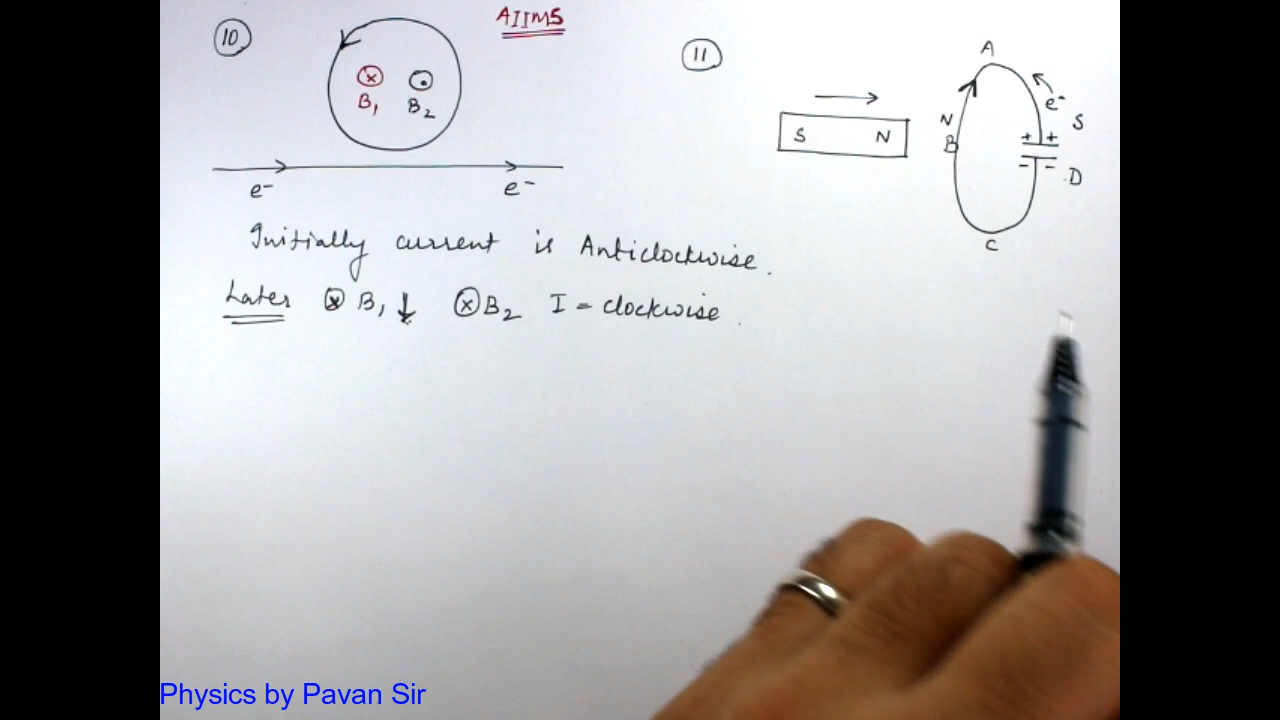 10
AIIMS
x
B1
B2
e-
e-
Initially current is Anticlockwise.
Later ⊗ B1 ↓ ⊗ B2 I = clockwise.
11
A
e-
S
N
S N
B
+ +
- -
D
C
Physics by Pavan Sir